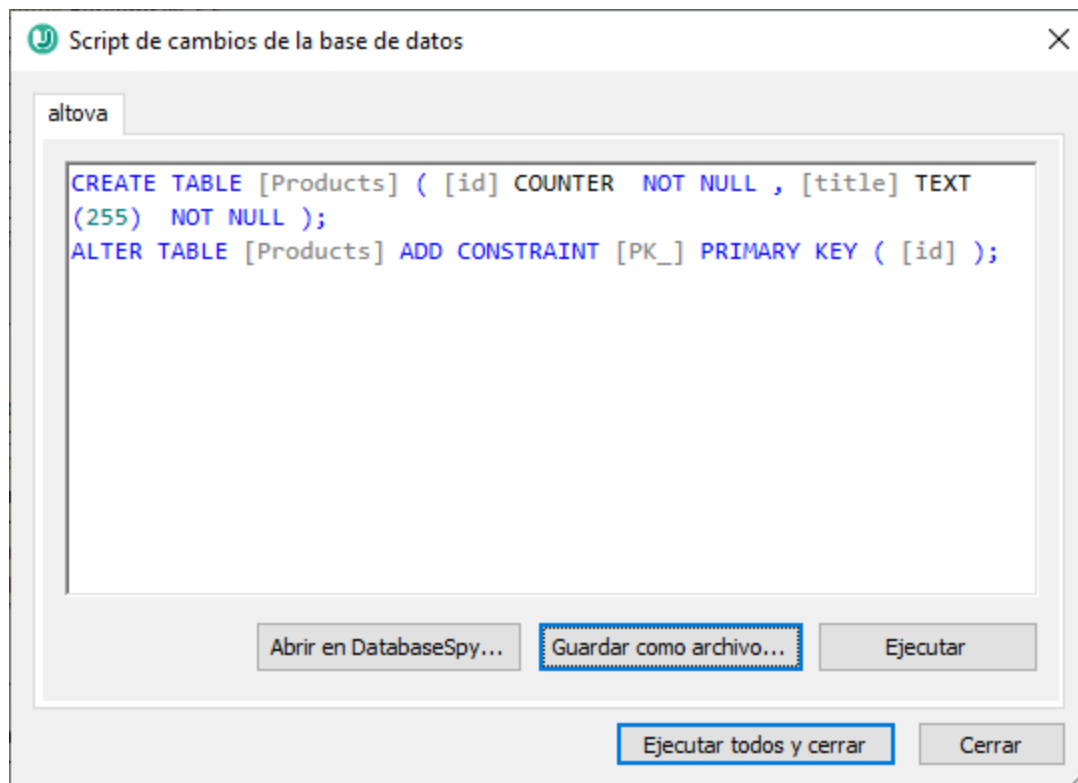 Script de cambios de la base de datos
altova
CREATE TABLE [Products] ( [id] COUNTER  NOT NULL , [title] TEXT
(255)  NOT NULL );
ALTER TABLE [Products] ADD CONSTRAINT [PK_] PRIMARY KEY ( [id] );
Abrir en DatabaseSpy... Guardar como archivo... Ejecutar
Ejecutar todos y cerrar Cerrar